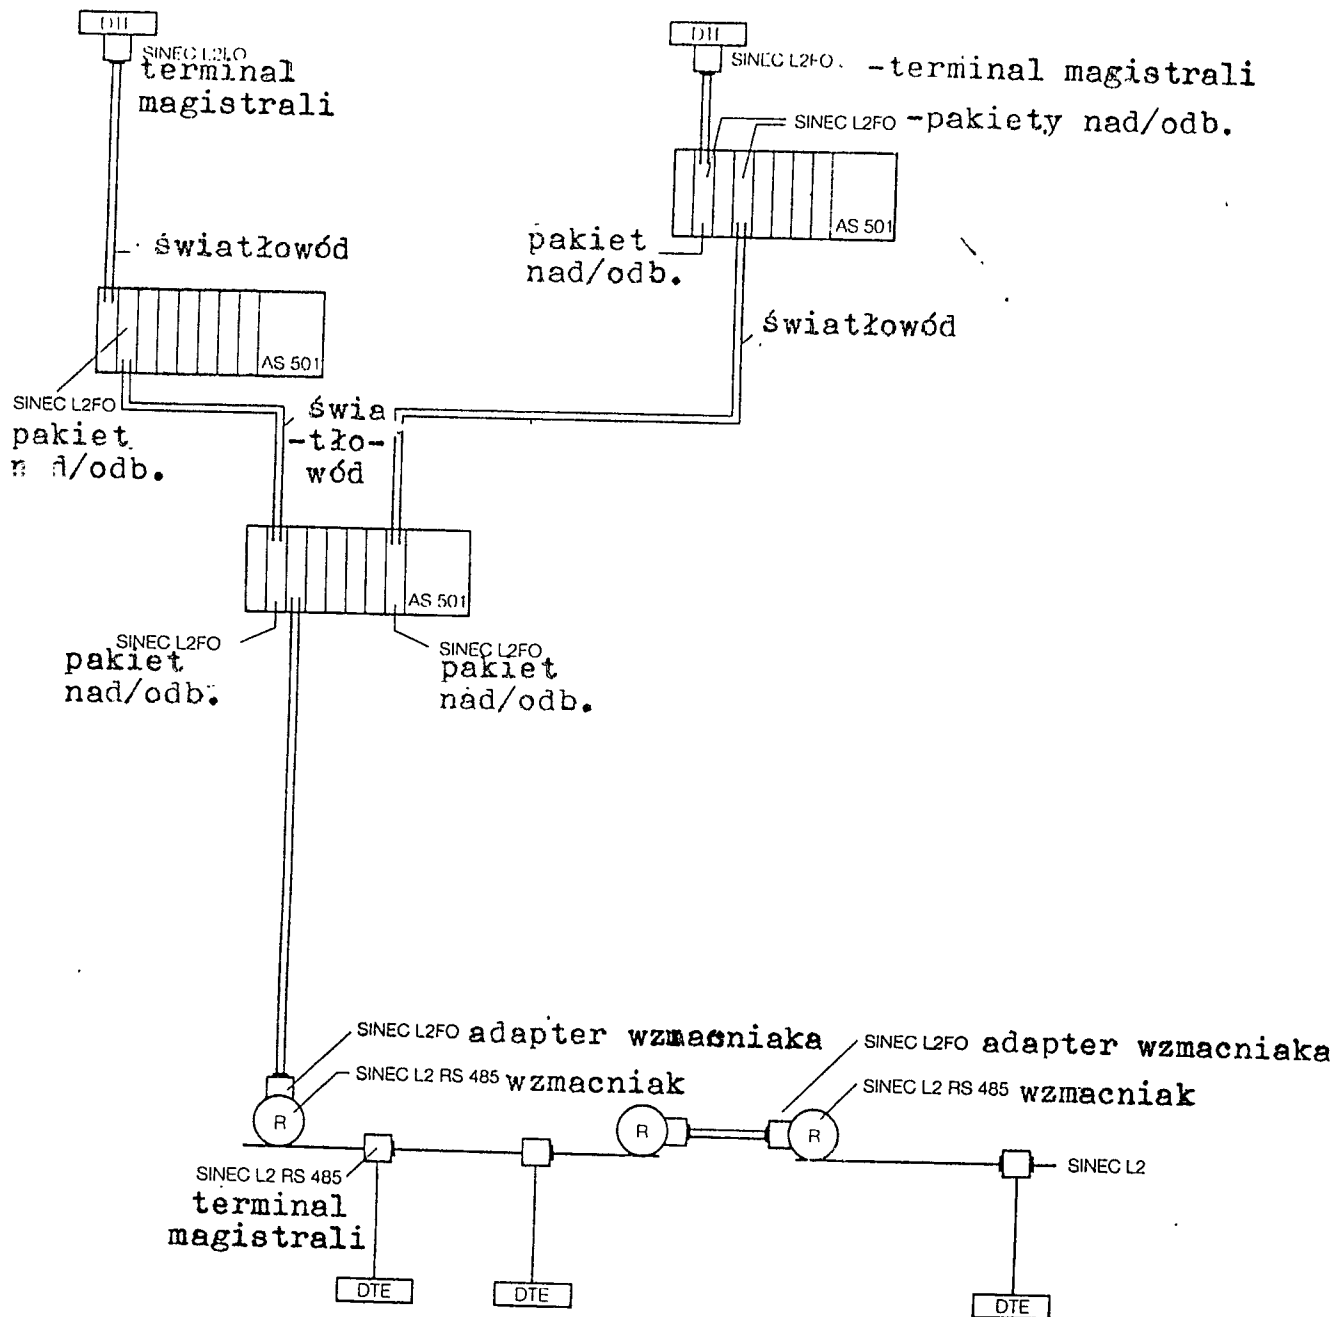 SINEC L2FO
terminal
magistrali
SINEC L2FO
-terminal magistrali
SINEC L2FO -pakiety nad/odb.
AS 501
pakiet
nad/odb.
światłowód
światłowód
AS 501
SINEC L2FO
pakiet
/odb.
świa
-tło-
wód
AS 501
SINEC L2FO
pakiet
nad/odb.
SINEC L2FO
pakiet
nad/odb.
SINEC L2FO adapter wzmacniaka
SINEC L2 RS 485 wzmacniak
SINEC L2FO adapter wzmacniaka
SINEC L2 RS 485 wzmacniak
R
R
R
SINEC L2 RS 485
terminal
magistrali
SINEC L2
DTE
DTE
DTE